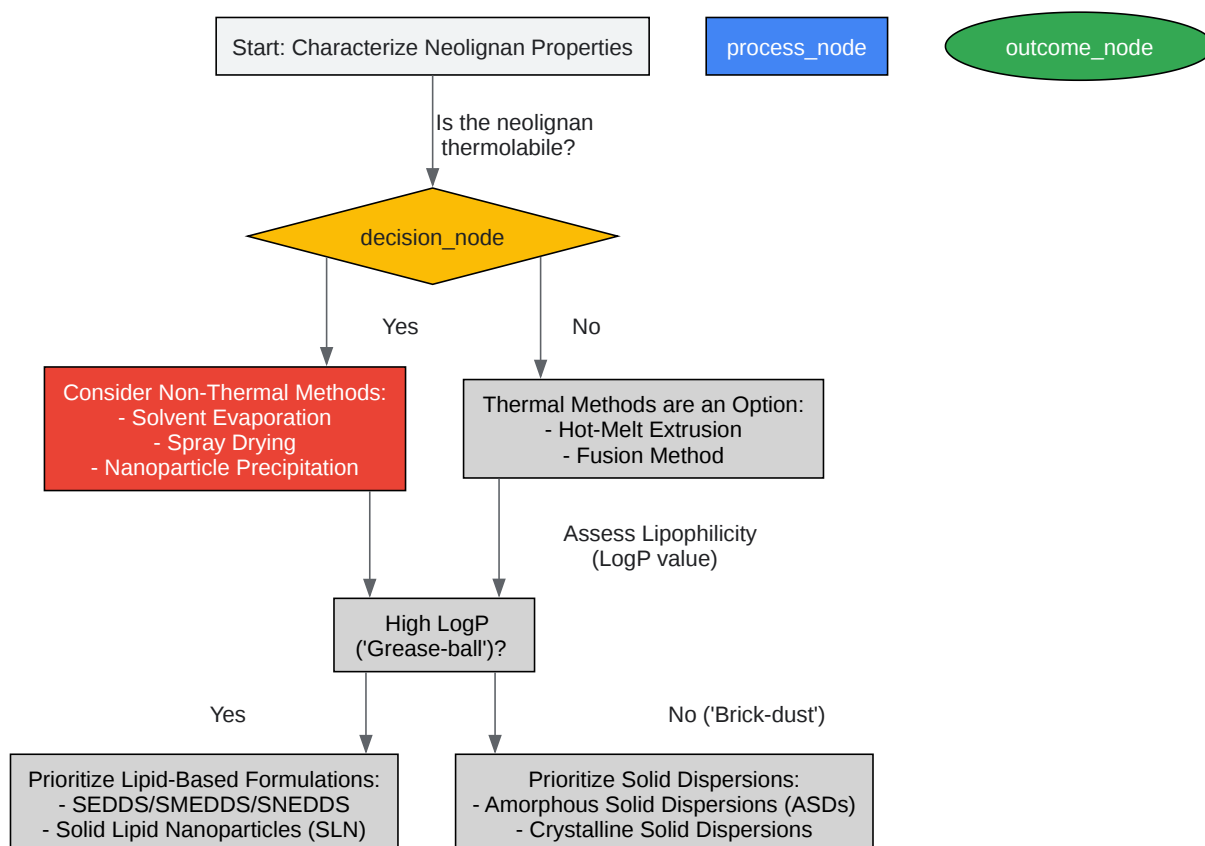 Start: Characterize Neolignan Properties
process_node
outcome_node
Is the neolignan
thermolabile?
decision_node
Yes
No
Consider Non-Thermal Methods:
- Solvent Evaporation
- Spray Drying
- Nanoparticle Precipitation
Thermal Methods are an Option:
- Hot-Melt Extrusion
- Fusion Method
Assess Lipophilicity
(LogP value)
High LogP
('Grease-ball')?
Yes
No ('Brick-dust')
Prioritize Lipid-Based Formulations:
- SEDDS/SMEDDS/SNEDDS
- Solid Lipid Nanoparticles (SLN)
Prioritize Solid Dispersions:
- Amorphous Solid Dispersions (ASDs)
- Crystalline Solid Dispersions